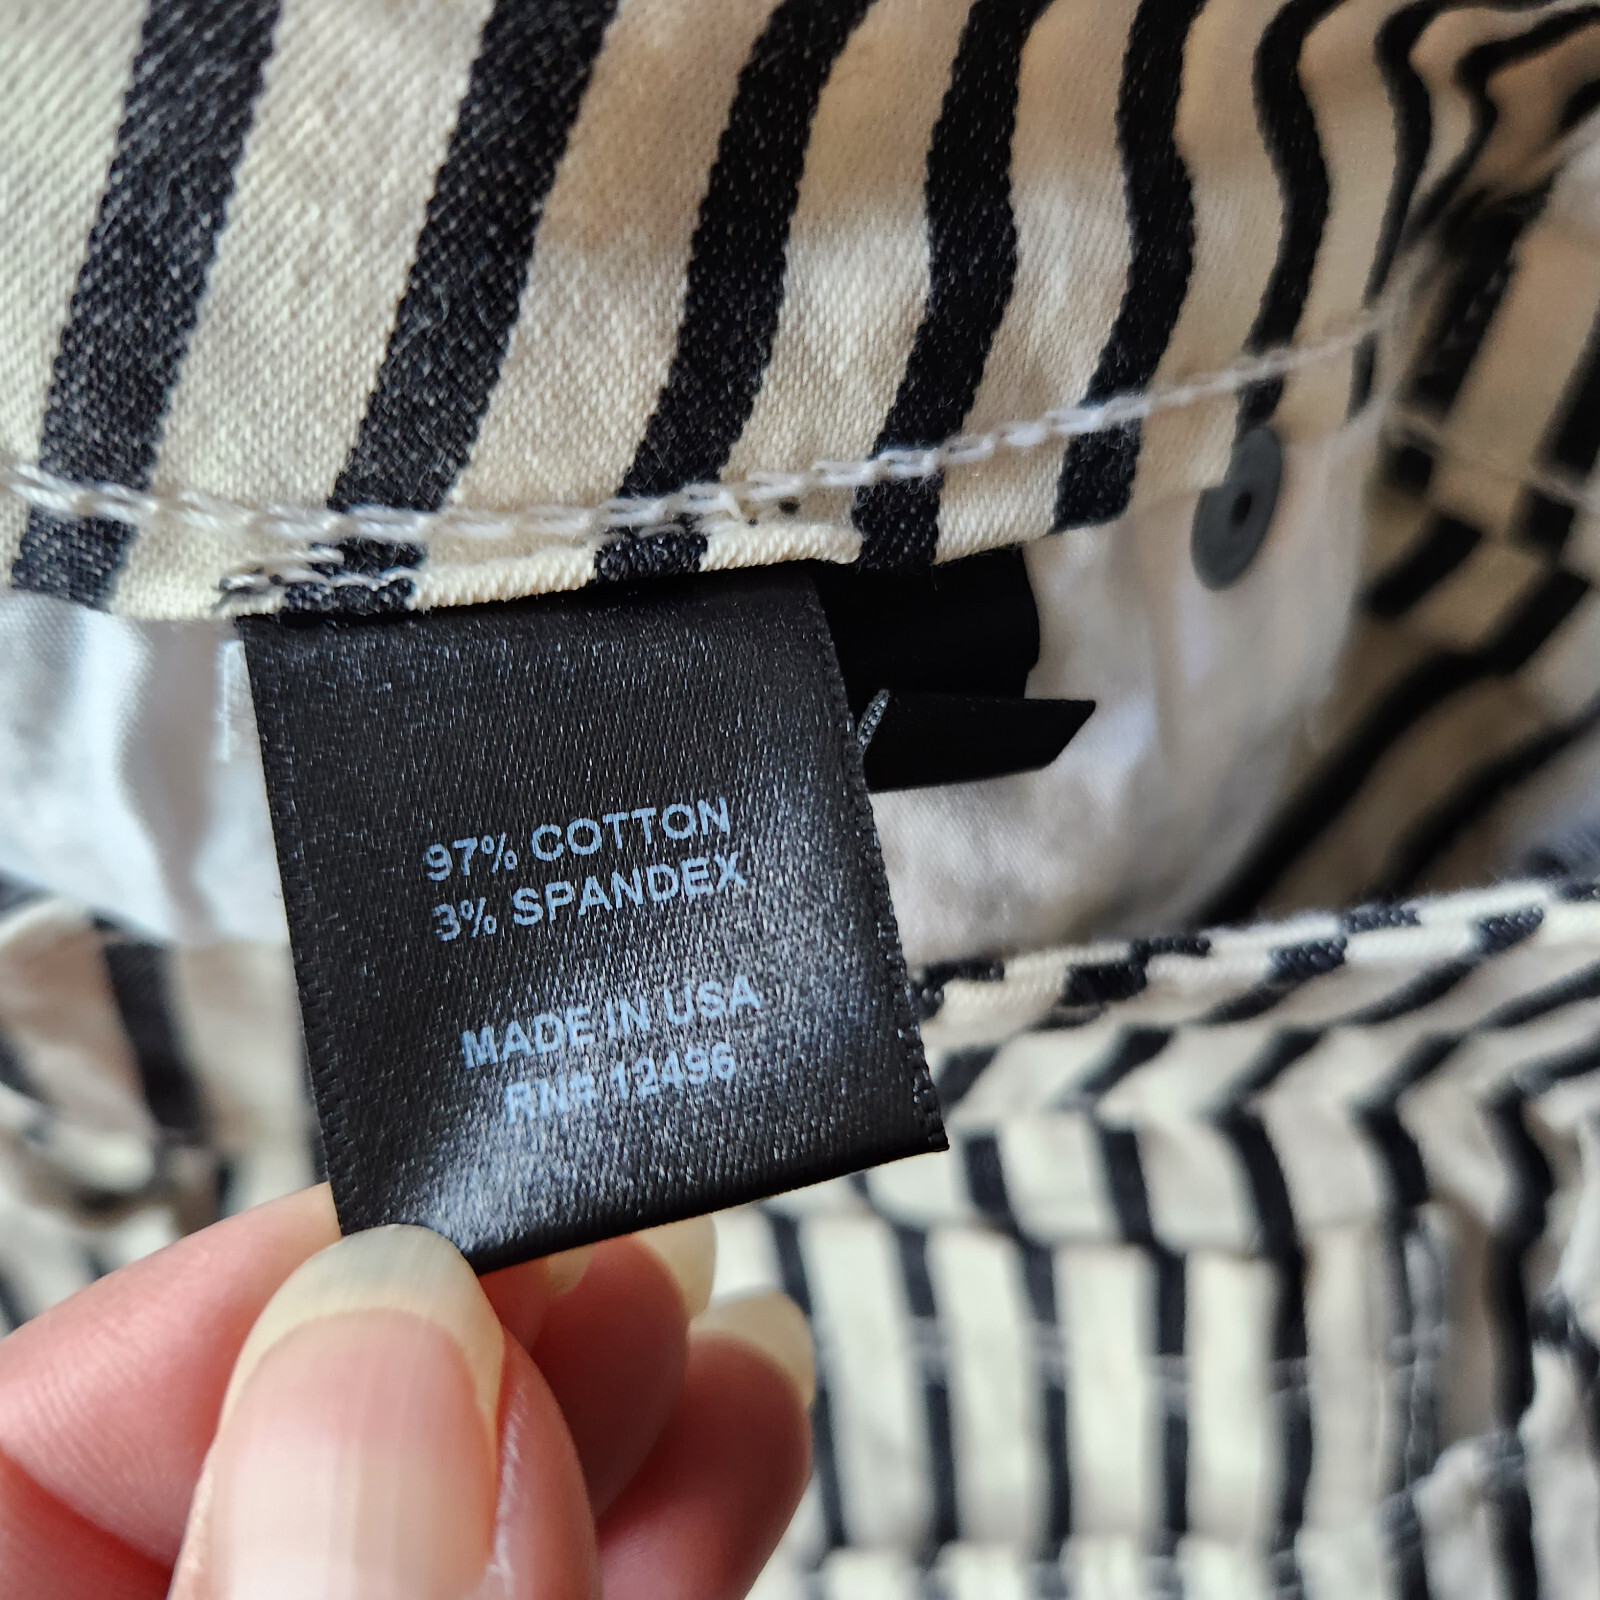 97% COTTON
3% SPANDEX
MADE IN USA
RN# 12496